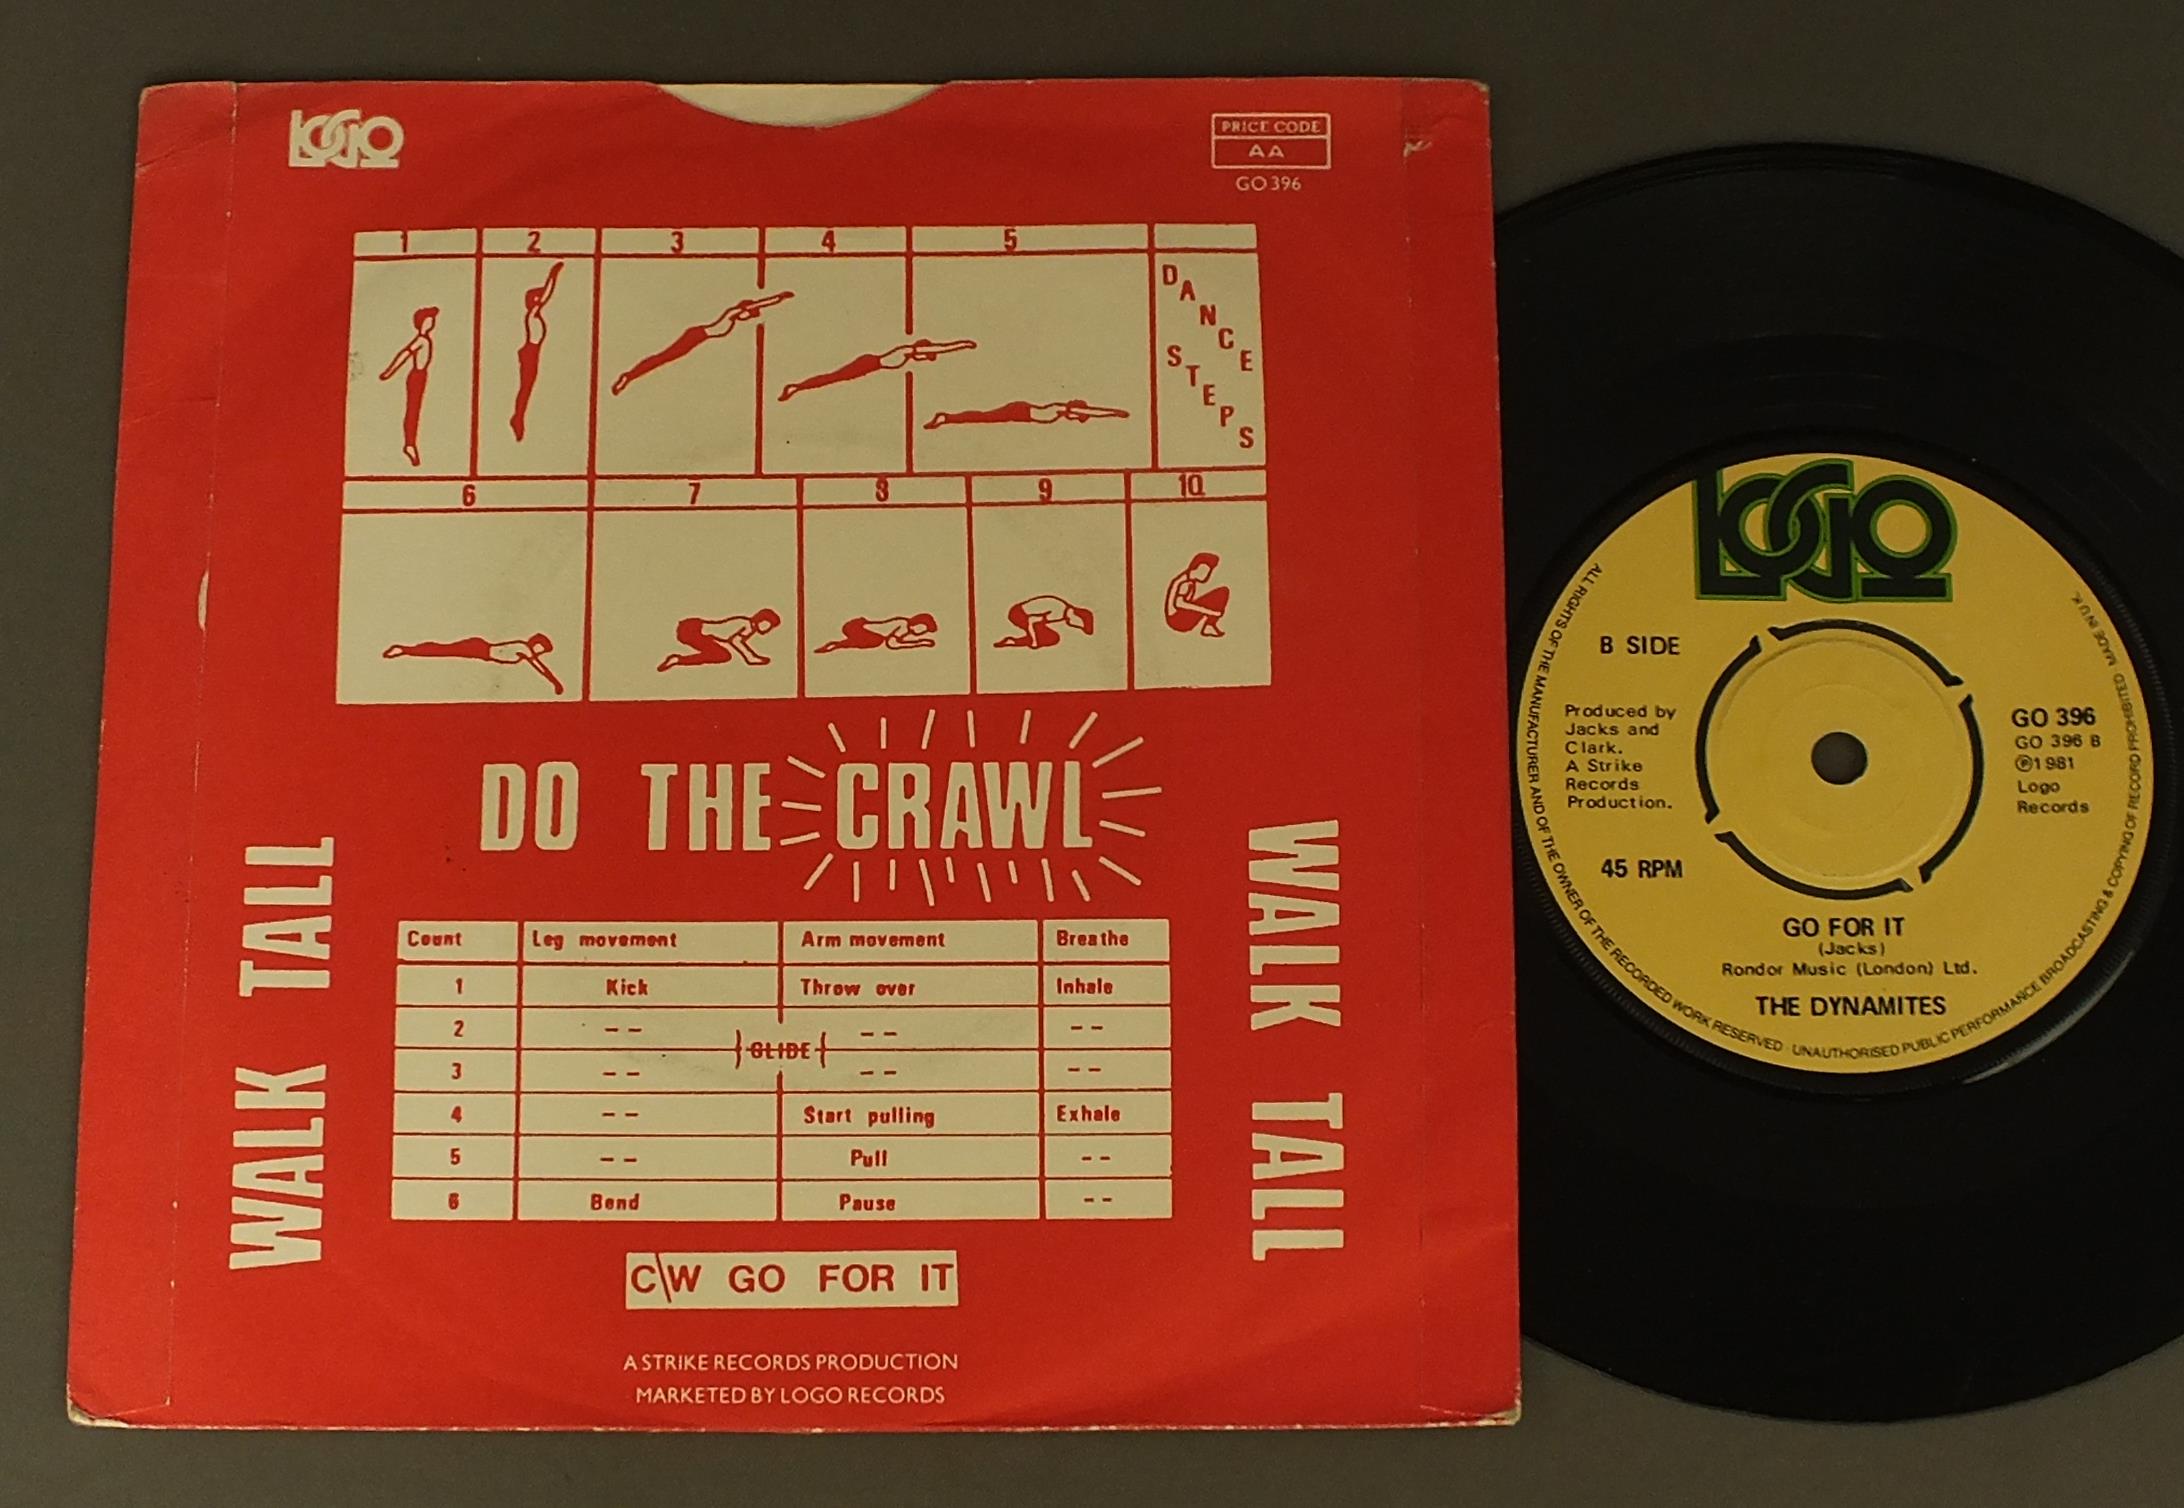 LOGO
PRICE CODE
AA
GO 396
1 2 3 4 5
DANCE
STEPS
6 7 8 9 10
DO THE CRAWL
WALK TALL
WALK TALL
Count Leg movement Arm movement Breathe
1 Kick Throw over Inhale
2 -- -- --
GLIDE
3 -- -- --
4 -- Start pulling Exhale
5 -- Pull --
6 Bend Pause --
C\W GO FOR IT
A STRIKE RECORDS PRODUCTION
MARKETED BY LOGO RECORDS
LOGO
ALL RIGHTS OF THE MANUFACTURER AND OF THE OWNER OF THE RECORDED WORK RESERVED · UNAUTHORISED PUBLIC PERFORMANCE BROADCASTING & COPYING OF RECORD PROHIBITED MADE IN U.K.
B SIDE
Produced by
Jacks and
Clark.
A Strike
Records
Production.
45 RPM
GO 396
GO 396 B
℗1981
Logo
Records
GO FOR IT
(Jacks)
Rondor Music (London) Ltd.
THE DYNAMITES